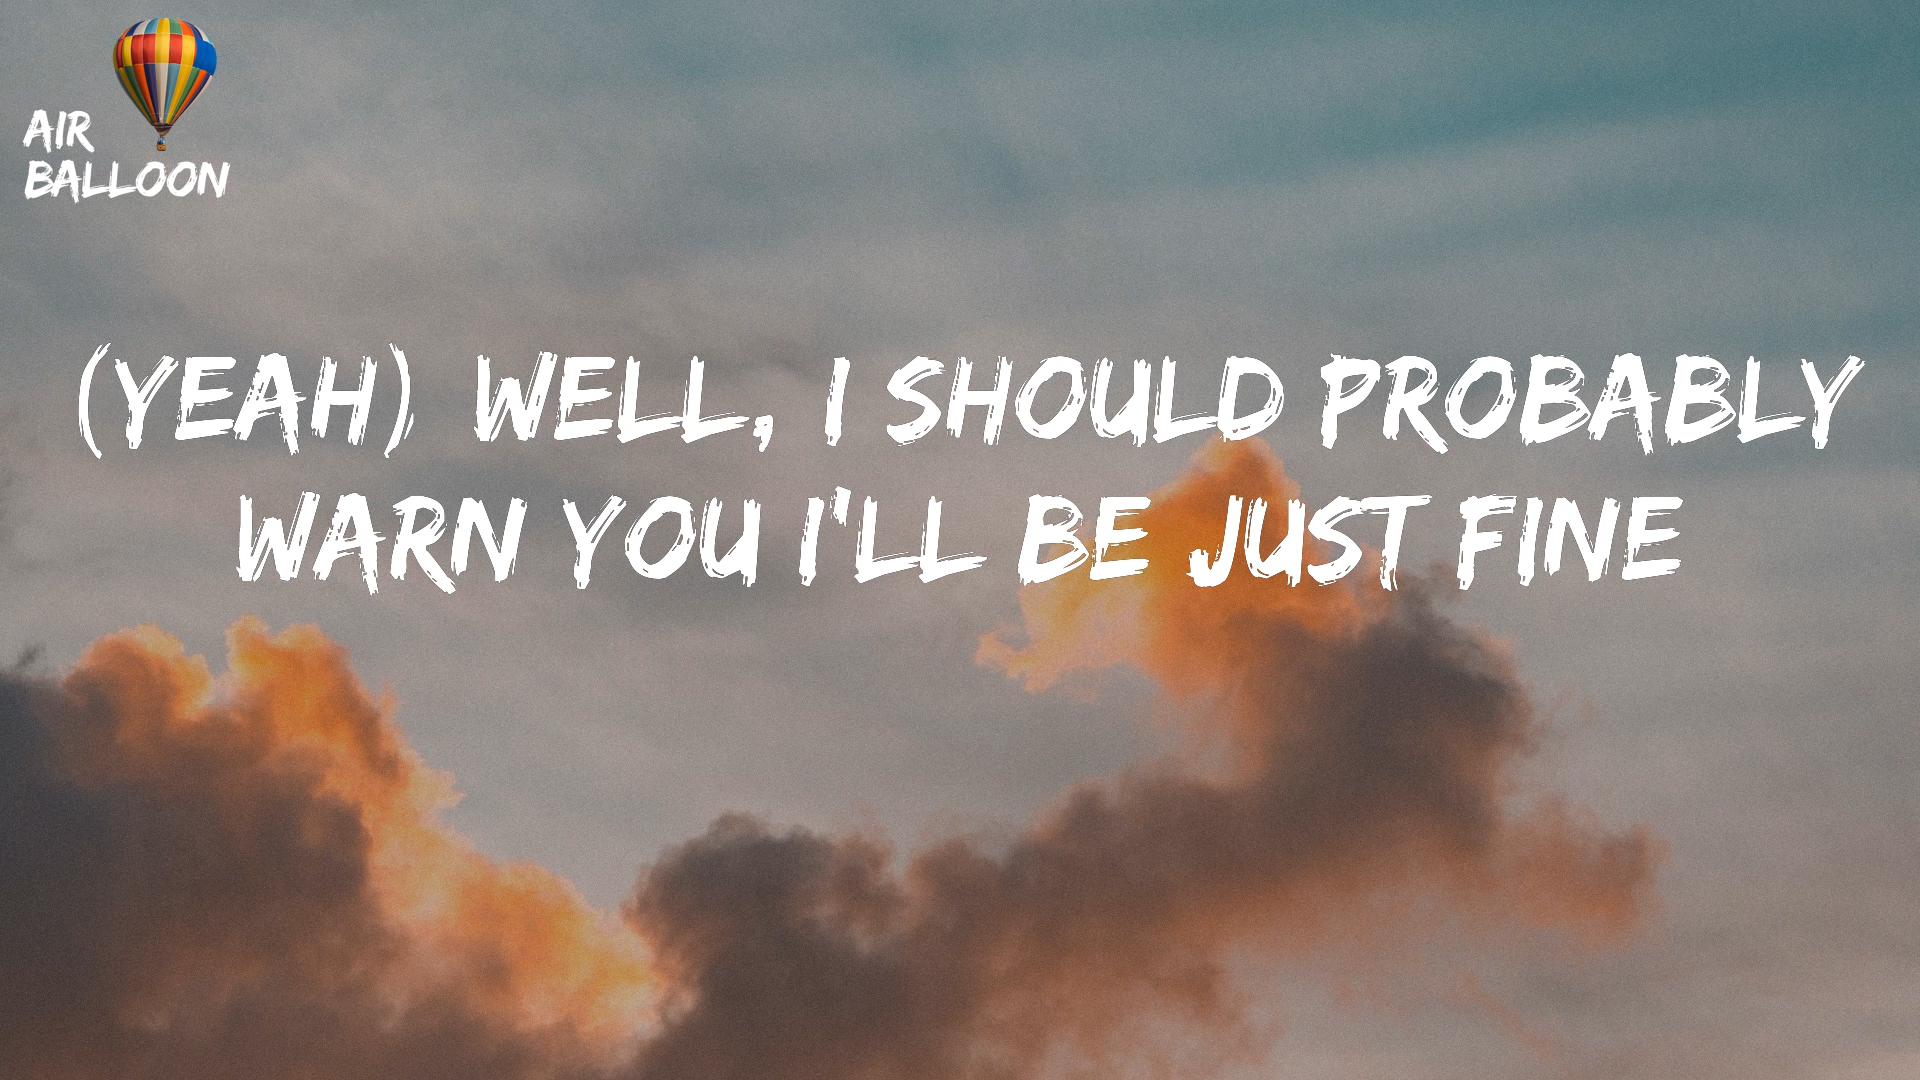 AIR
BALLOON
(YEAH)  WELL, I SHOULD PROBABLY
WARN YOU I'LL BE JUST FINE